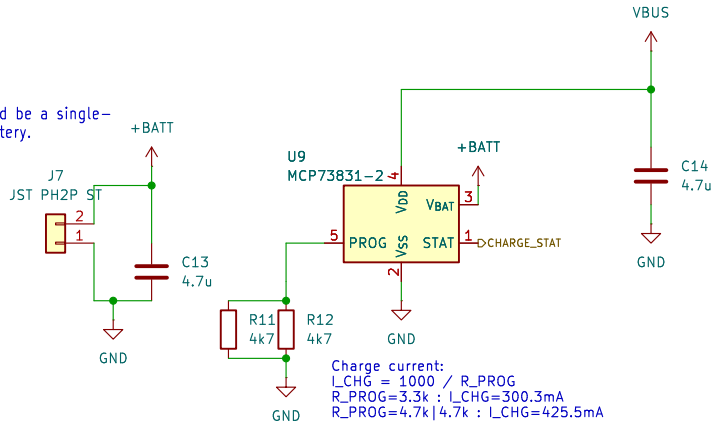 VBUS
d be a single-
tery.
+BATT
J7
JST PH2P ST
2
1
C13
4.7u
GND
U9
MCP73831-2
+BATT
4
VDD
VBAT
3
5
PROG
VSS
STAT
1
CHARGE_STAT
2
GND
C14
4.7u
GND
R11
4k7
R12
4k7
GND
Charge current:
I_CHG = 1000 / R_PROG
R_PROG=3.3k : I_CHG=300.3mA
R_PROG=4.7k|4.7k : I_CHG=425.5mA